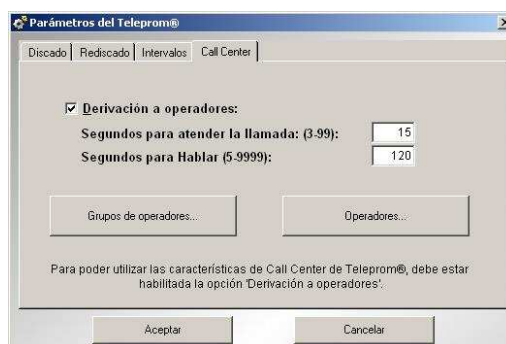 Parámetros del Teleprom®
Discado Rediscado Intervalos Call Center
Derivación a operadores:
Segundos para atender la llamada: (3-99): 15
Segundos para Hablar (5-9999): 120
Grupos de operadores... Operadores...
Para poder utilizar las características de Call Center de Teleprom®, debe estar
habilitada la opción 'Derivación a operadores'.
Aceptar Cancelar